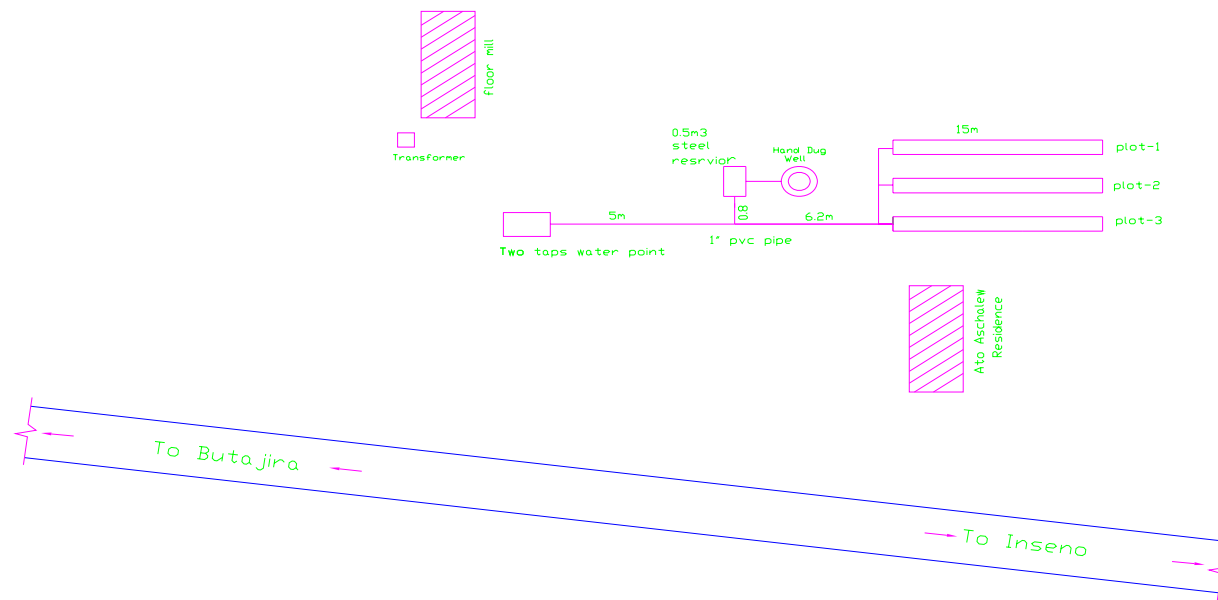 floor mill
Transformer
0.5m3
steel
resrvior
Hand Dug
Well
15m
plot-1
plot-2
plot-3
5m
0.8
6.2m
1" pvc pipe
Two taps water point
Ato Aschalew
Residence
To Butajira
To Inseno